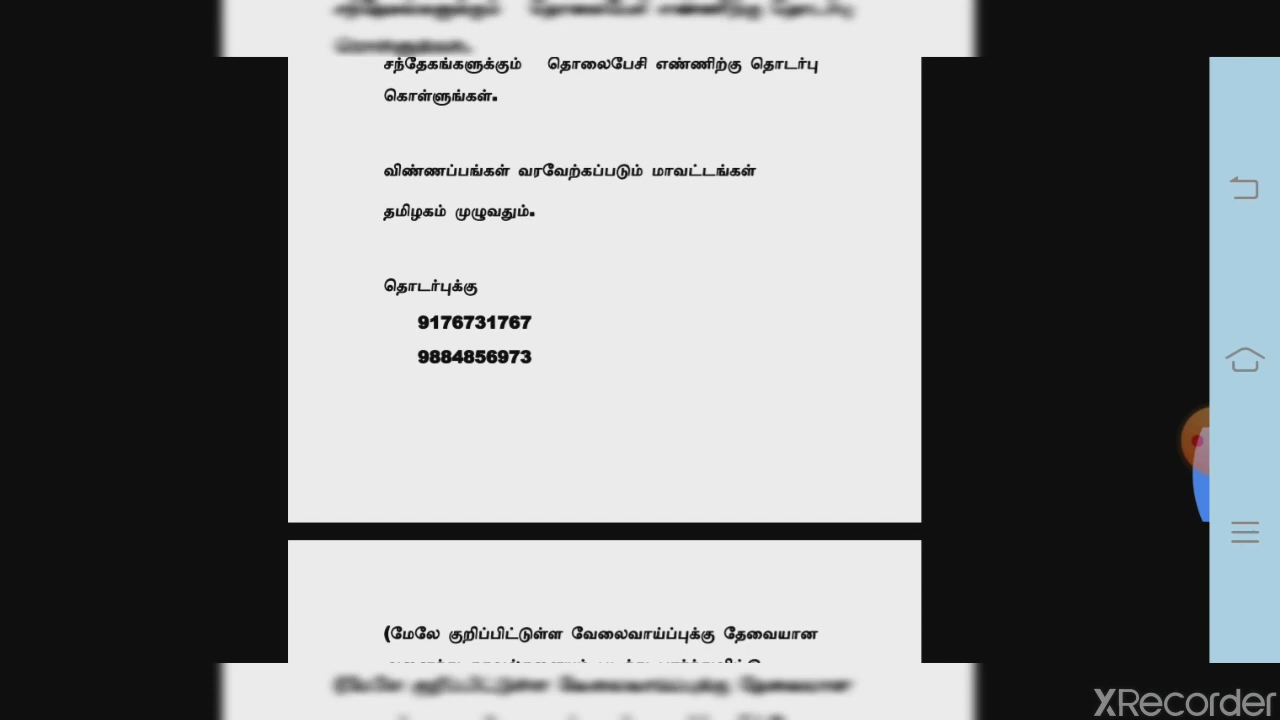 சந்தேகங்களுக்கும் தொலைபேசி எண்ணிற்கு தொடர்பு
கொள்ளுங்கள்.
விண்ணப்பங்கள் வரவேற்கப்படும் மாவட்டங்கள்
தமிழகம் முழுவதும்.
தொடர்புக்கு
9176731767
9884856973
(மேலே குறிப்பிட்டுள்ள வேலைவாய்ப்புக்கு தேவையான
XRecorder